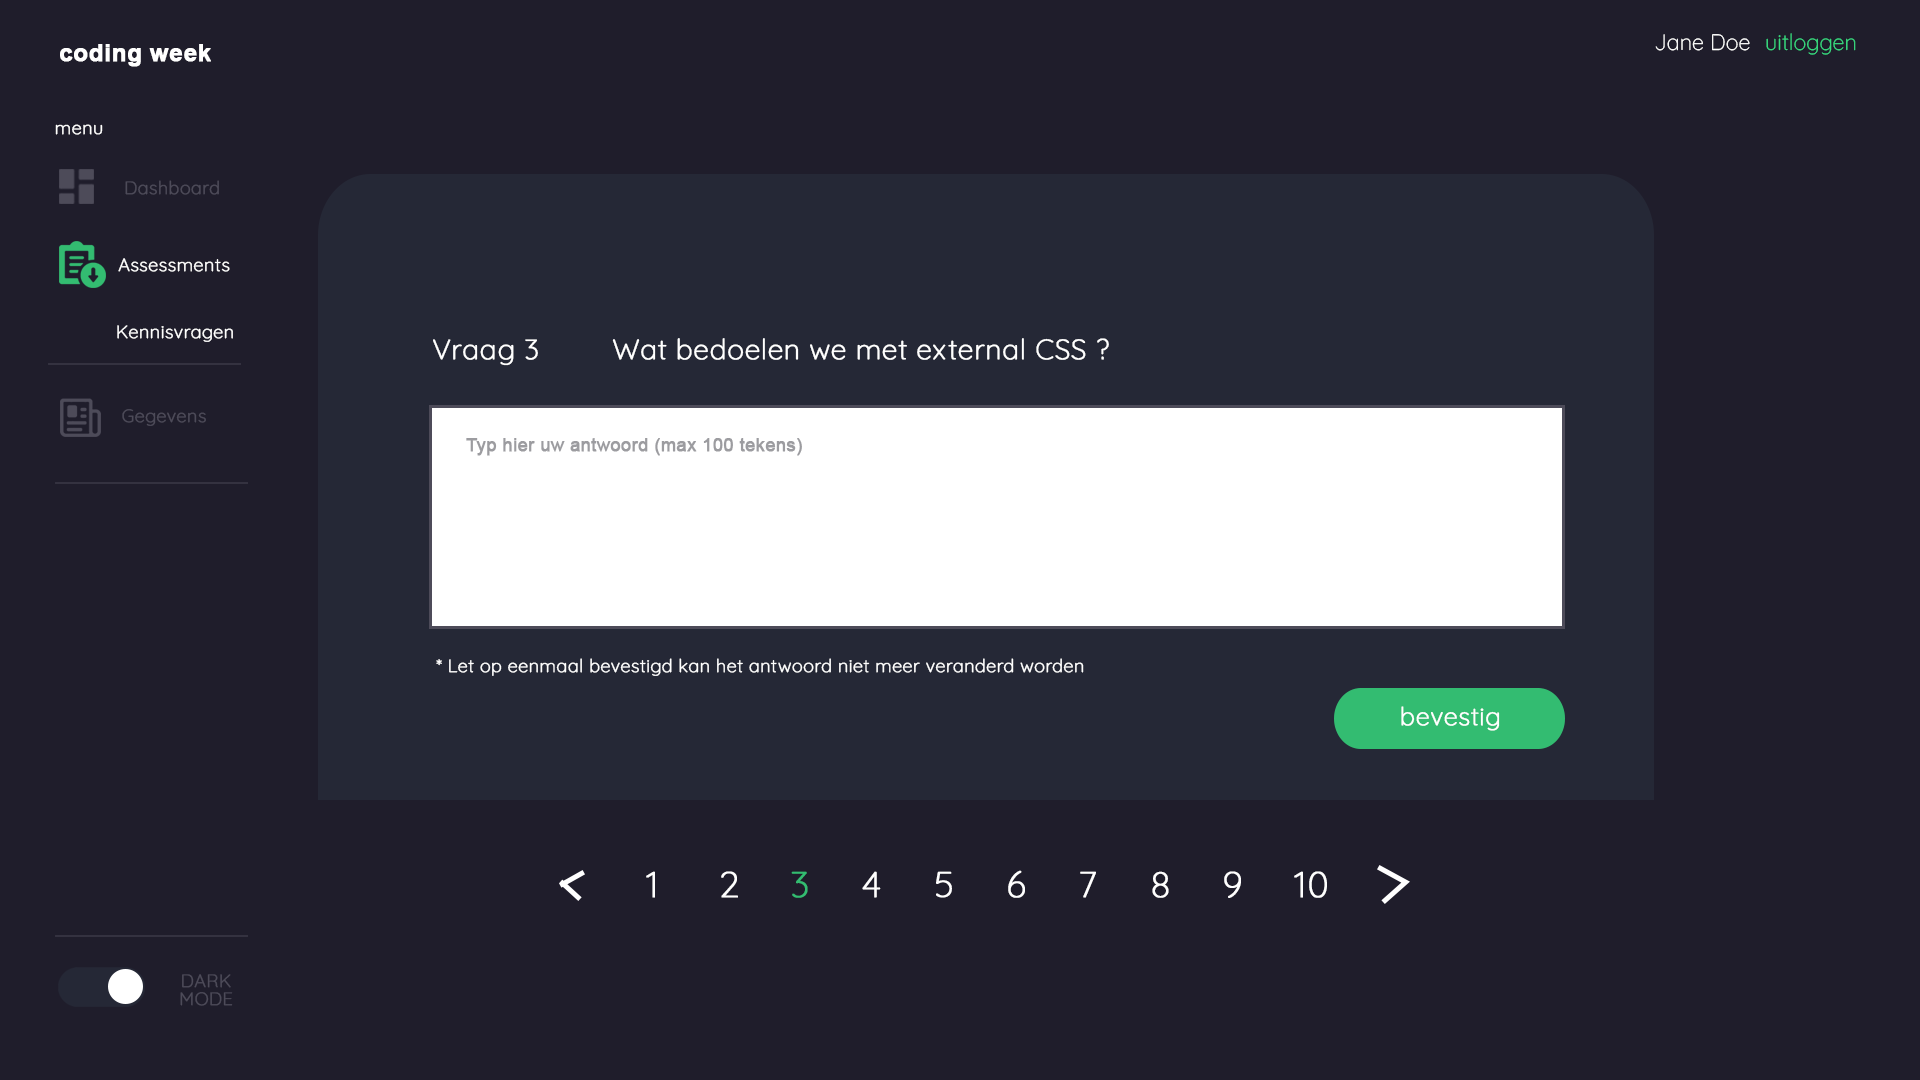 coding week
Jane Doe uitloggen
menu
Dashboard
Assessments
Kennisvragen
Gegevens
Vraag 3 Wat bedoelen we met external CSS ?
Typ hier uw antwoord (max 100 tekens)
* Let op eenmaal bevestigd kan het antwoord niet meer veranderd worden
bevestig
< 1 2 3 4 5 6 7 8 9 10 >
DARK
MODE